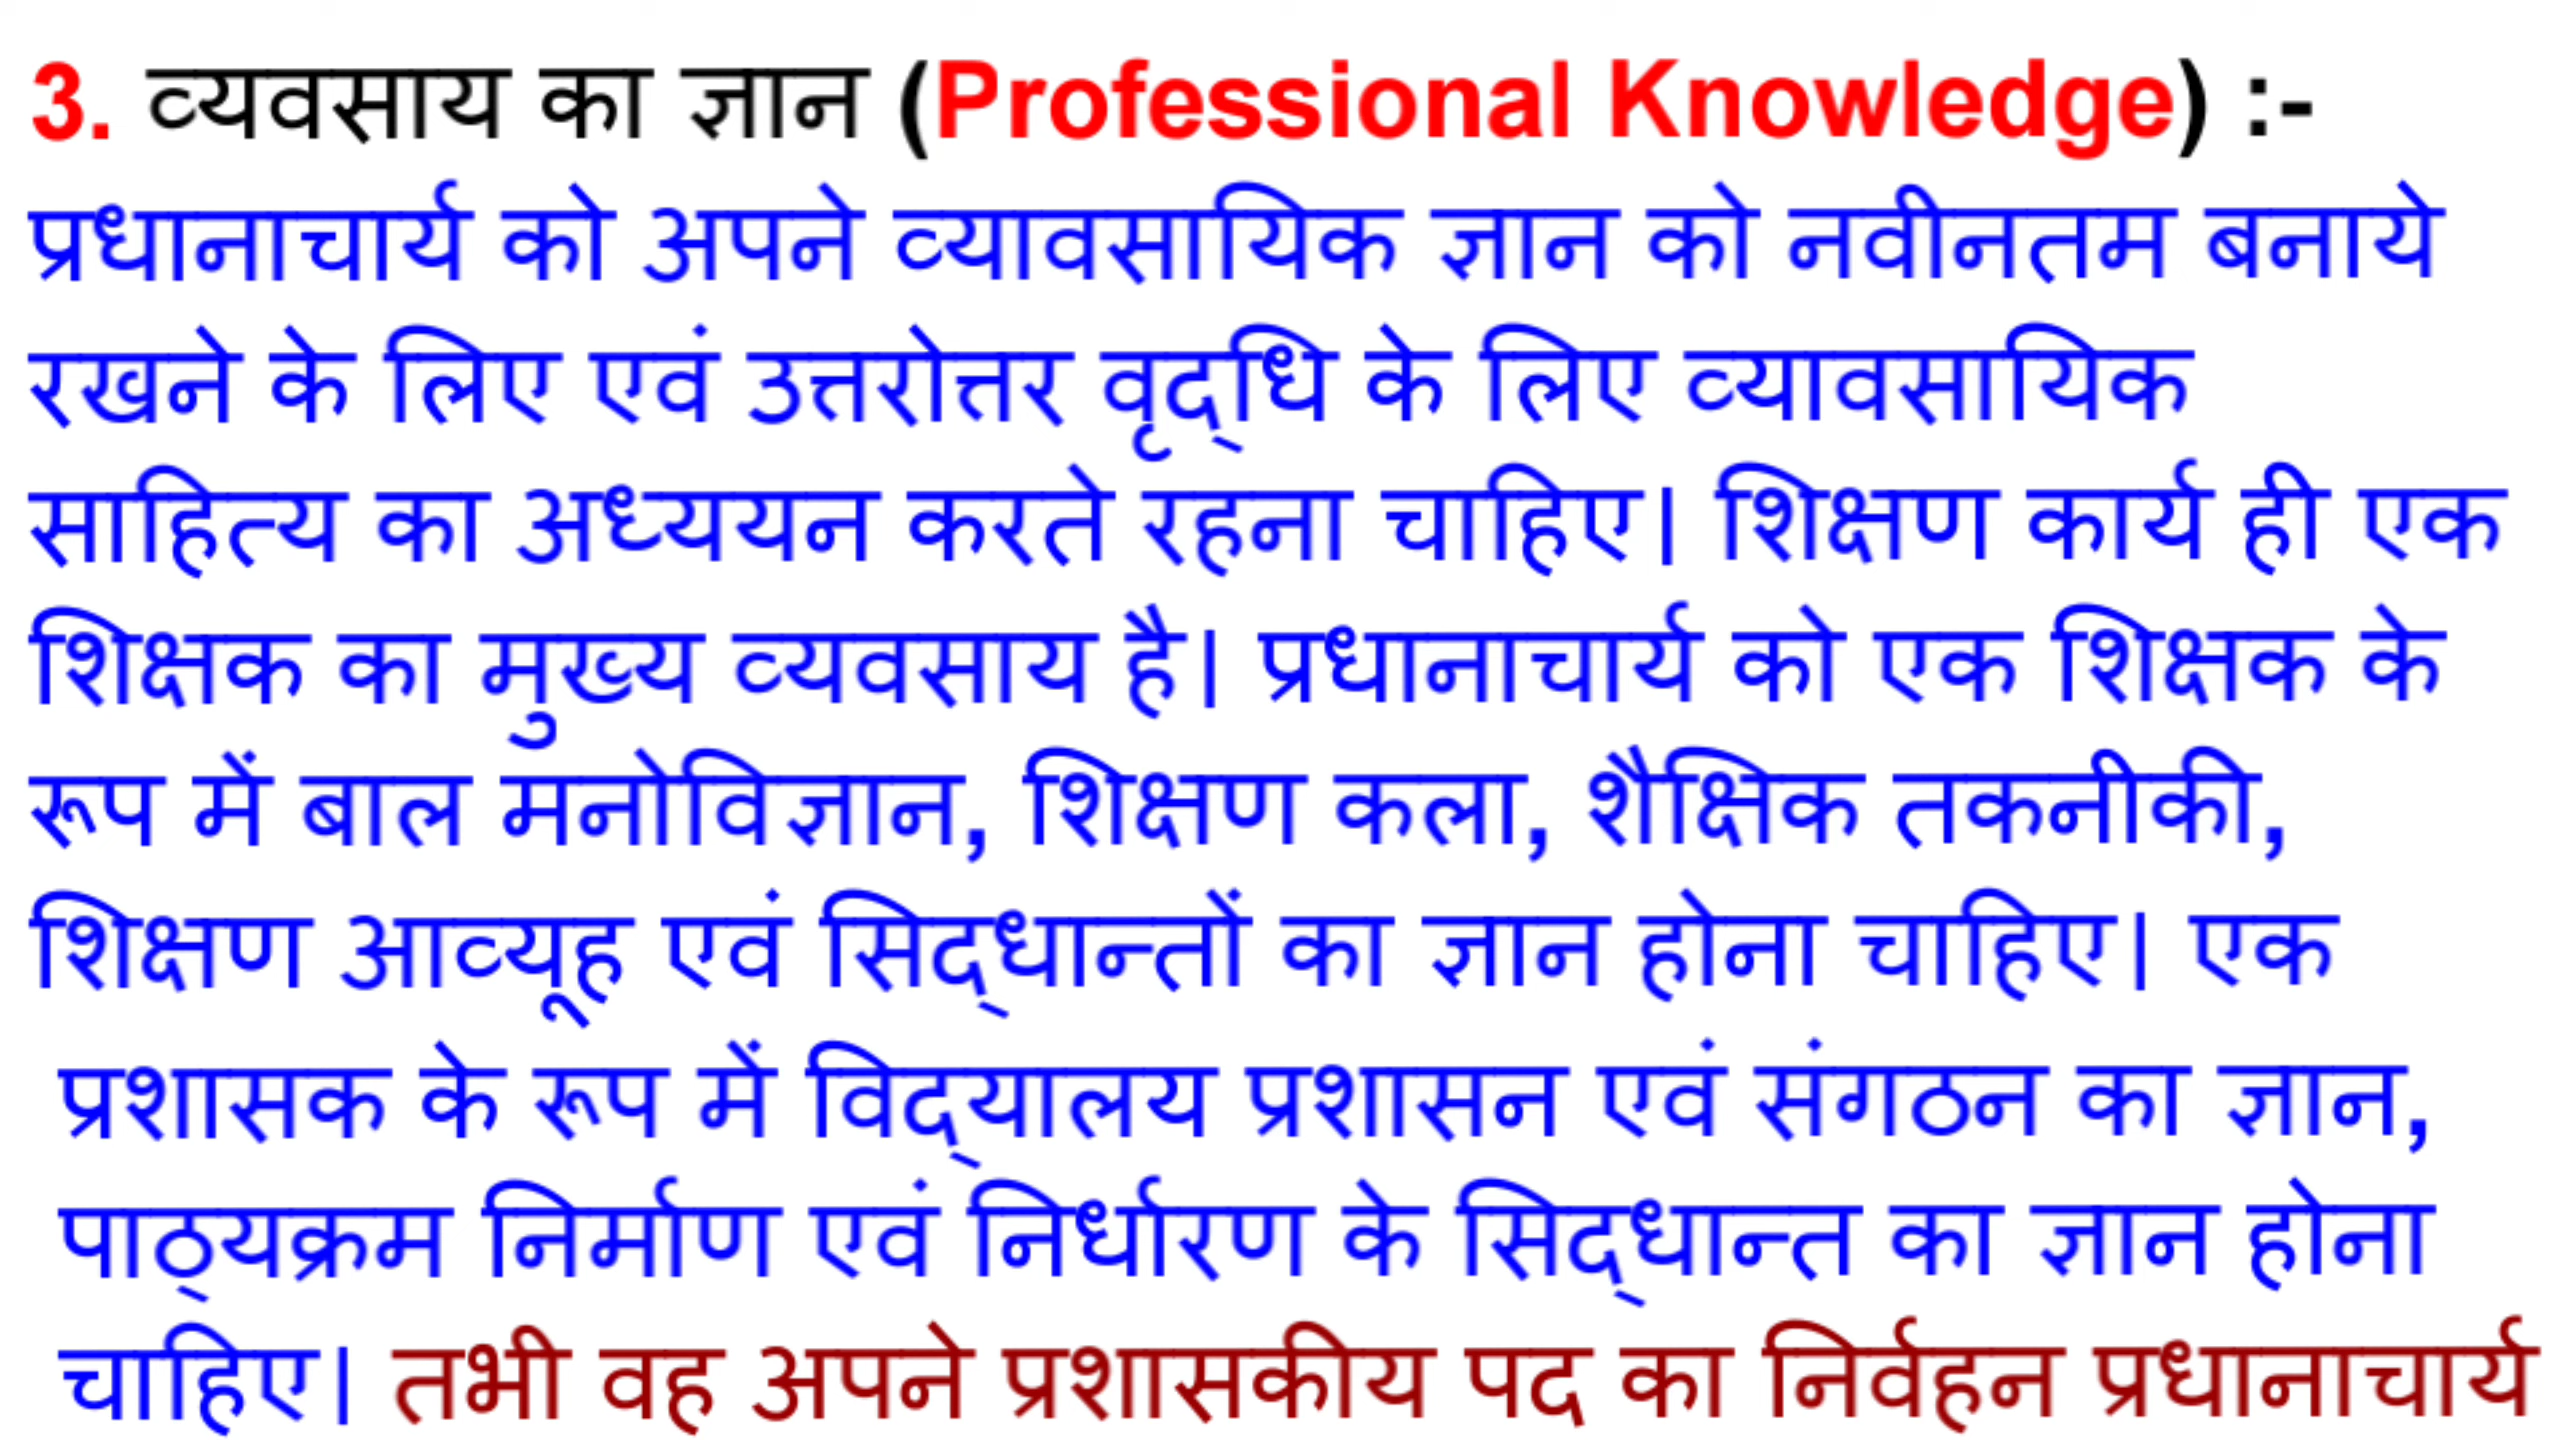 3. व्यवसाय का ज्ञान (Professional Knowledge) :-
प्रधानाचार्य को अपने व्यावसायिक ज्ञान को नवीनतम बनाये
रखने के लिए एवं उत्तरोत्तर वृद्‌धि के लिए व्यावसायिक
साहित्य का अध्ययन करते रहना चाहिए। शिक्षण कार्य ही एक
शिक्षक का मुख्य व्यवसाय है। प्रधानाचार्य को एक शिक्षक के
रूप में बाल मनोविज्ञान, शिक्षण कला, शैक्षिक तकनीकी,
शिक्षण आव्यूह एवं सिद्‌धान्तों का ज्ञान होना चाहिए। एक
प्रशासक के रूप में विद्‌यालय प्रशासन एवं संगठन का ज्ञान,
पाठ्‌यक्रम निर्माण एवं निर्धारण के सिद्‌धान्त का ज्ञान होना
चाहिए। तभी वह अपने प्रशासकीय पद का निर्वहन प्रधानाचार्य